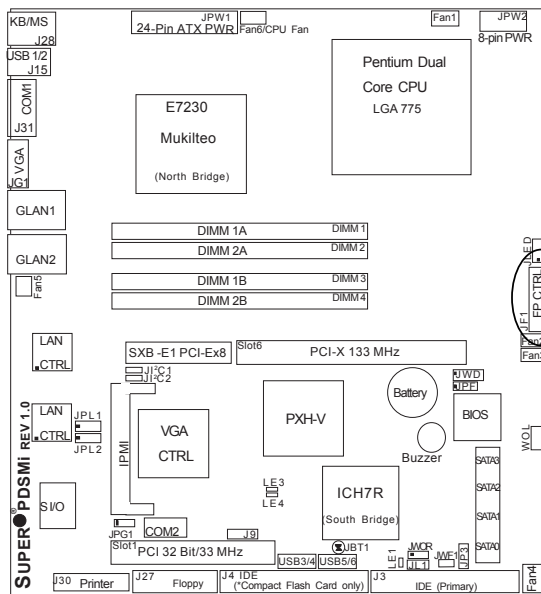 KB/MS
J28
USB 1/2
J15
COM1
J31
VGA
JG1
GLAN1
GLAN2
Fan5
JPW1
24-Pin ATX PWR
Fan6/CPU Fan
Fan1
JPW2
8-pin PWR
E7230
Mukilteo
(North Bridge)
Pentium Dual
Core CPU
LGA 775
DIMM 1A DIMM 1
DIMM 2A DIMM 2
DIMM 1B DIMM 3
DIMM 2B DIMM 4
FP CTRL
JF1
LAN
CTRL
SXB -E1 PCI-Ex8
Slot6
PCI-X 133 MHz
JI²C1
JI²C2
JWD
JPF
Battery
BIOS
Buzzer
WOL
LAN
CTRL
JPL1
JPL2
IPMI
VGA
CTRL
PXH-V
LE3
LE4
ICH7R
(South Bridge)
SATA3
SATA2
SATA1
SATA0
SUPER® PDSMi REV 1.0
S I/O
JPG1
COM2
J9
JBT1
Slot1
PCI 32 Bit/33 MHz
USB3/4
USB5/6
LE1
JWOR
JL1
JWF1
JP3
Fan4
J30 Printer
J27
Floppy
J4 IDE
(*Compact Flash Card only)
J3
IDE (Primary)